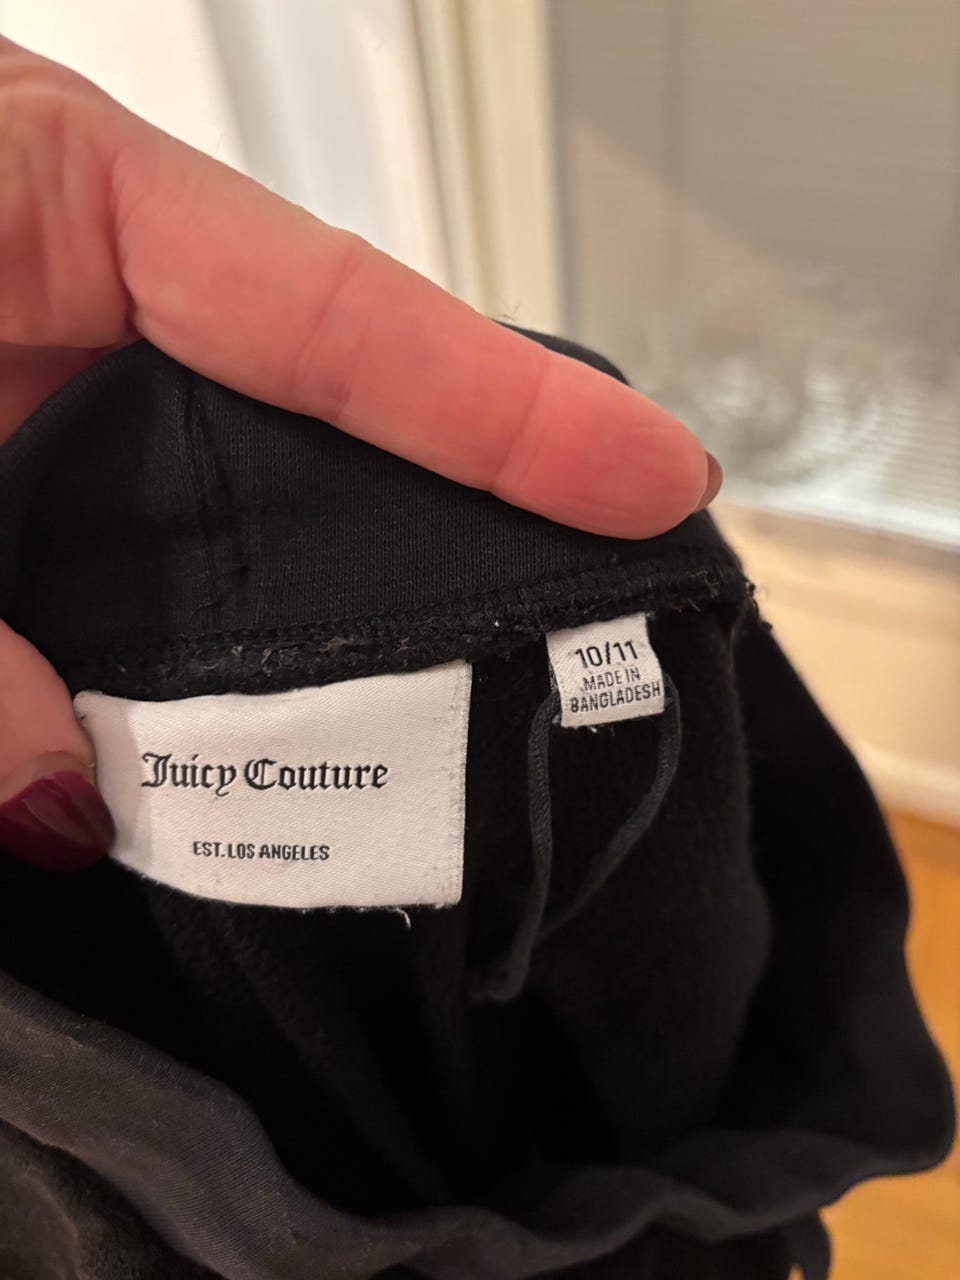 Juicy Couture
EST. LOS ANGELES
10/11
MADE IN
BANGLADESH